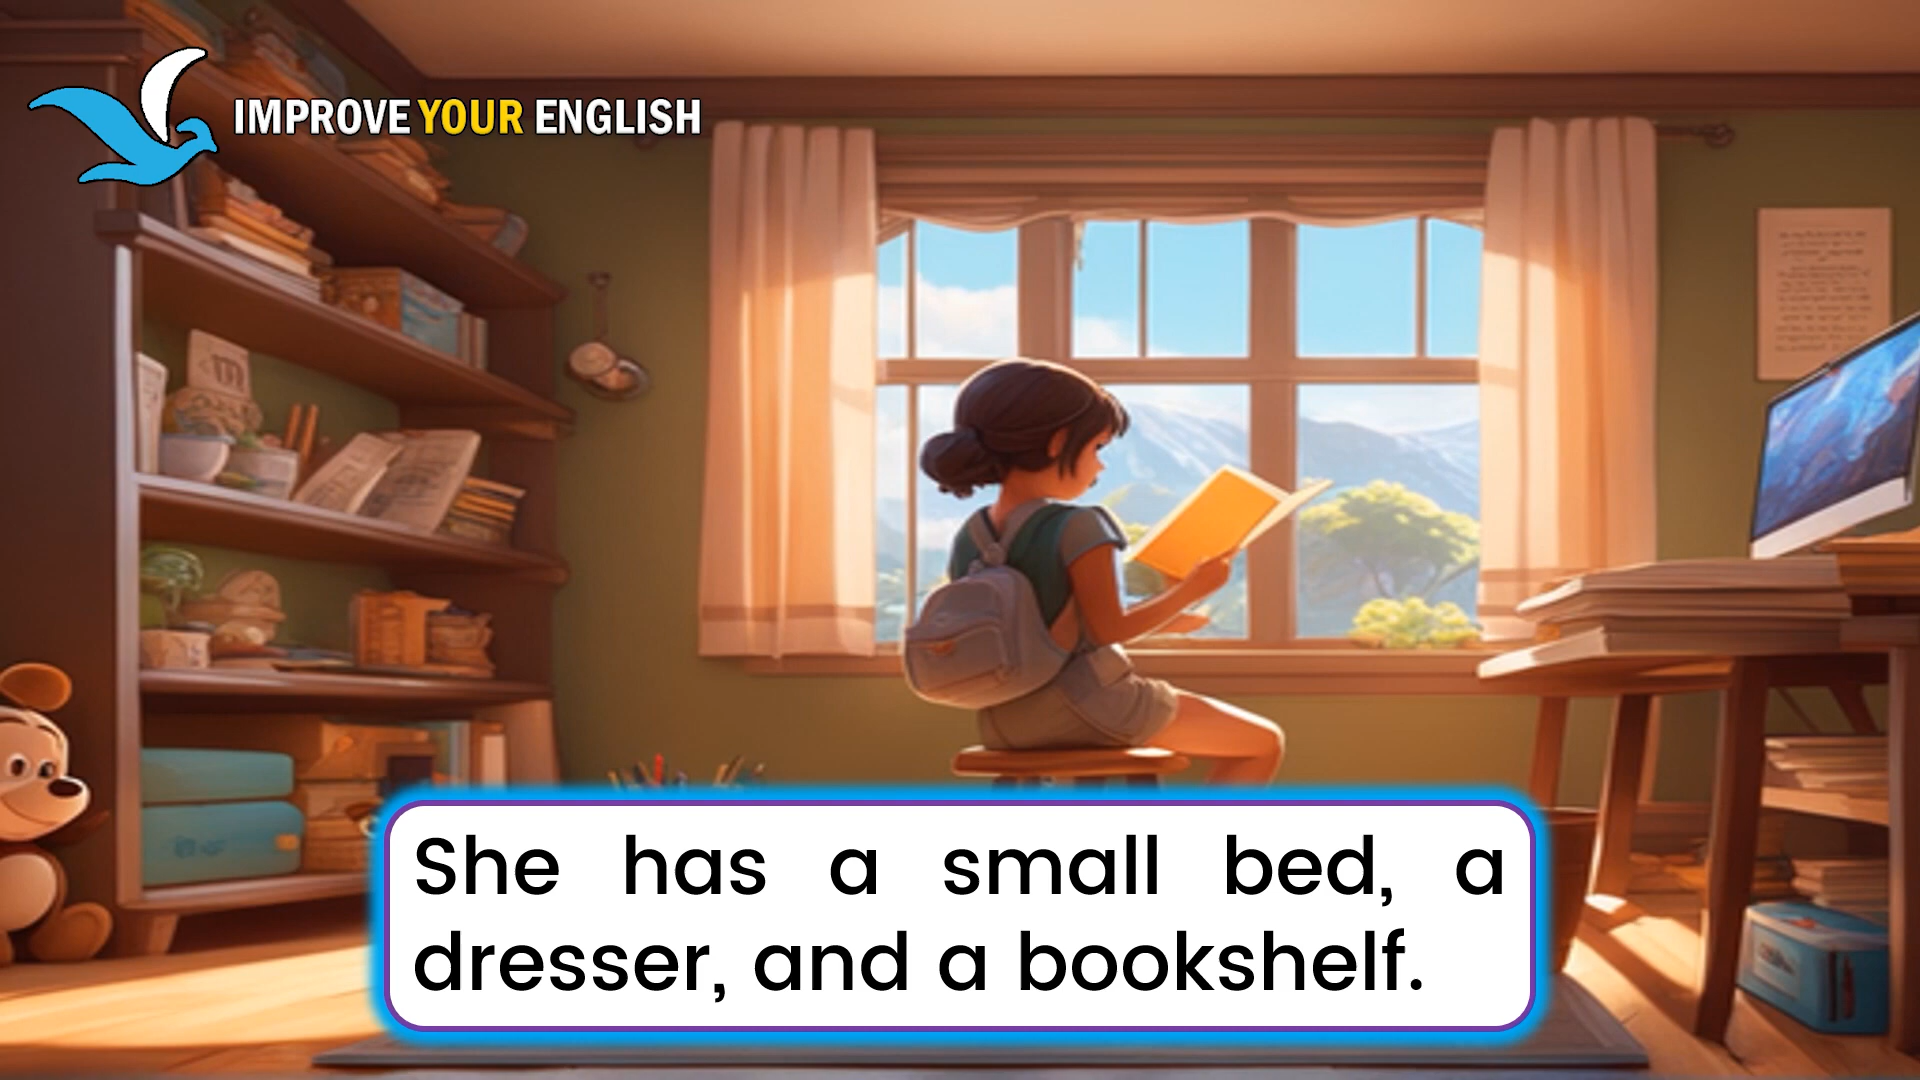 IMPROVE YOUR ENGLISH
She has a small bed, a
dresser, and a bookshelf.